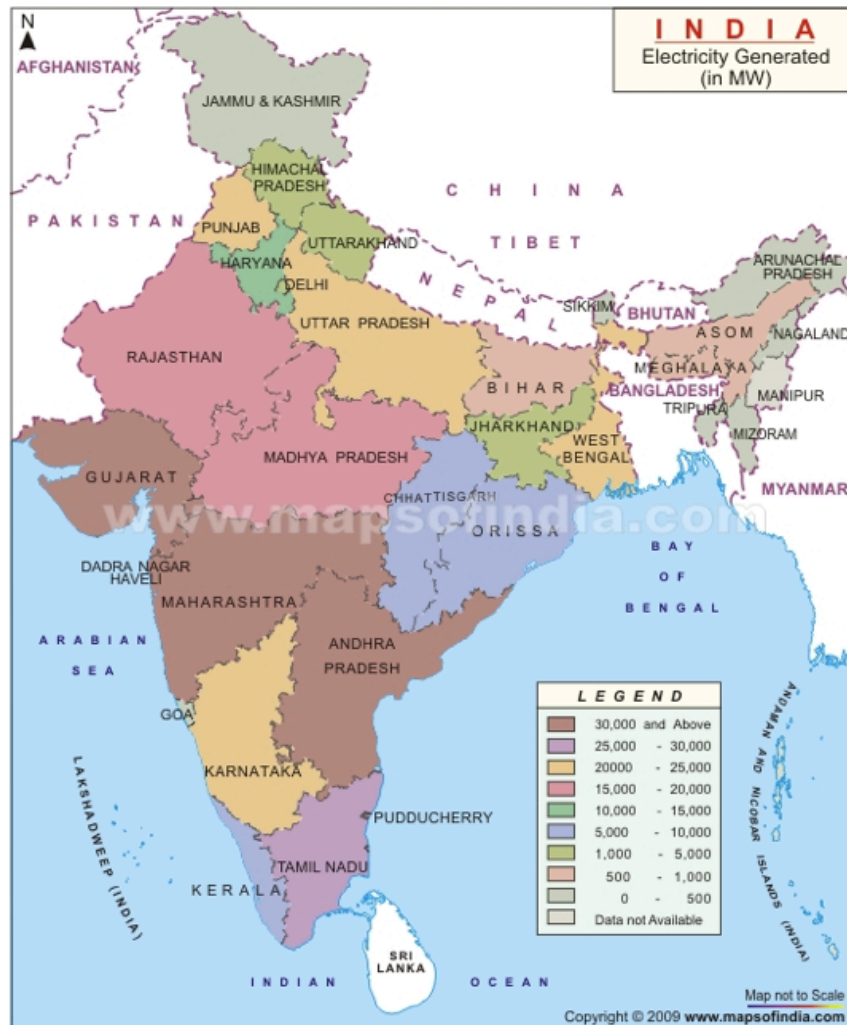 N
INDIA
Electricity Generated
(in MW)
AFGHANISTAN
JAMMU & KASHMIR
HIMACHAL
PRADESH
CHINA
PAKISTAN
PUNJAB
UTTARAKHAND
TIBET
HARYANA
DELHI
NEPAL
ARUNACHAL
PRADESH
SIKKIM
BHUTAN
UTTAR PRADESH
ASOM
NAGALAND
RAJASTHAN
MEGHALAYA
BIHAR
BANGLADESH
MANIPUR
TRIPURA
JHARKHAND
MIZORAM
WEST
BENGAL
MADHYA PRADESH
GUJARAT
MYANMAR
CHHATTISGARH
www.mapsofindia.com
ORISSA
BAY
OF
BENGAL
DADRA NAGAR
HAVELI
MAHARASHTRA
ARABIAN
SEA
ANDHRA
PRADESH
GOA
KARNATAKA
LAKSHADWEEP (INDIA)
PUDDUCHERRY
TAMIL NADU
KERALA
SRI
LANKA
INDIAN OCEAN
ANDAMAN AND NICOBAR ISLANDS (INDIA)
LEGEND
30,000 and Above
25,000 - 30,000
20000 - 25,000
15,000 - 20,000
10,000 - 15,000
5,000 - 10,000
1,000 - 5,000
500 - 1,000
0 - 500
Data not Available
Map not to Scale
Copyright © 2009 www.mapsofindia.com